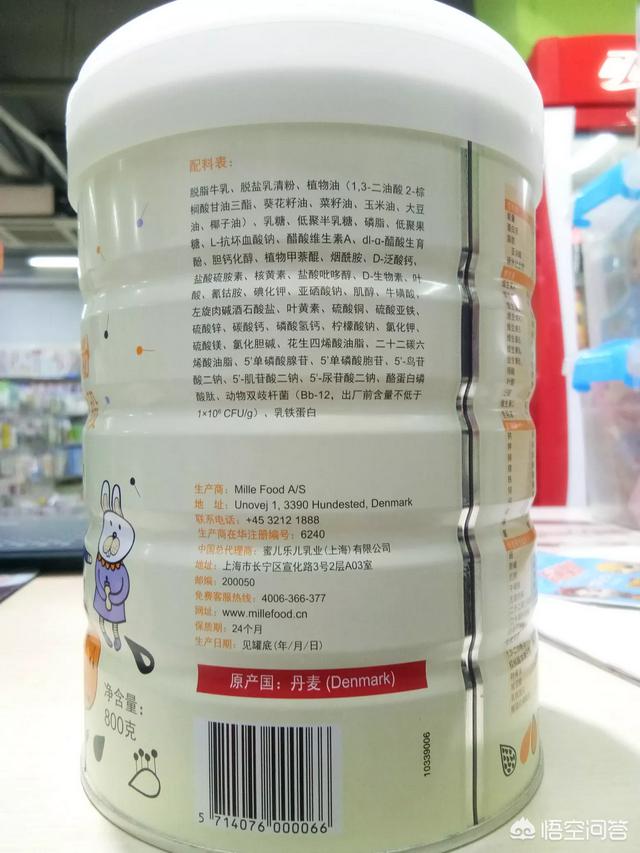 配料表：
脱脂牛乳、脱盐乳清粉、植物油（1,3-二油酸 2-棕
榈酸甘油三酯、葵花籽油、菜籽油、玉米油、大豆
油、椰子油）、乳糖、低聚半乳糖、磷脂、低聚果
糖、L-抗坏血酸钠、醋酸维生素A、dl-α-醋酸生育
酚、胆钙化醇、植物甲萘醌、烟酰胺、D-泛酸钙、
盐酸硫胺素、核黄素、盐酸吡哆醇、D-生物素、叶
酸、氰钴胺、碘化钾、亚硒酸钠、肌醇、牛磺酸、
左旋肉碱酒石酸盐、叶黄素、硫酸铜、硫酸亚铁、
硫酸锌、碳酸钙、磷酸氢钙、柠檬酸钠、氯化钾、
硫酸镁、氯化胆碱、花生四烯酸油脂、二十二碳六
烯酸油脂、5'单磷酸腺苷、5'单磷酸胞苷、5'-鸟苷
酸二钠、5'-肌苷酸二钠、5'-尿苷酸二钠、酪蛋白磷
酸肽、动物双歧杆菌（Bb-12，出厂前含量不低于
1×10⁶ CFU/g）、乳铁蛋白
生产商：Mille Food A/S
地 址：Unovej 1, 3390 Hundested, Denmark
联系电话：+45 3212 1888
生产商在华注册编号：6240
中国总代理商：蜜儿乐儿乳业(上海)有限公司
地址：上海市长宁区宣化路3号2层A03室
邮编：200050
免费客服热线：4006-366-377
网址：www.millefood.cn
保质期：24个月
生产日期：见罐底(年/月/日)
原产国：丹麦 (Denmark)
净含量：
800克
5 714076 000066
10339006
悟空问答